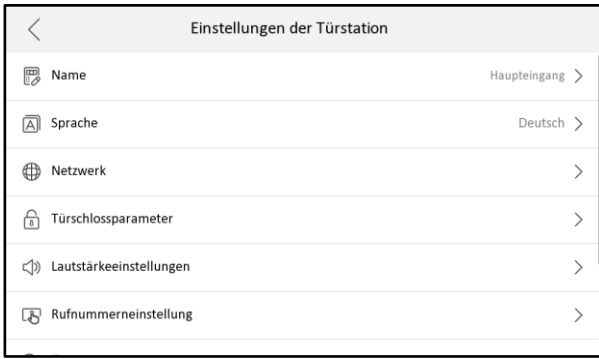 Einstellungen der Türstation
Name Haupteingang
Sprache Deutsch
Netzwerk
Türschlossparameter
Lautstärkeeinstellungen
Rufnummerneinstellung